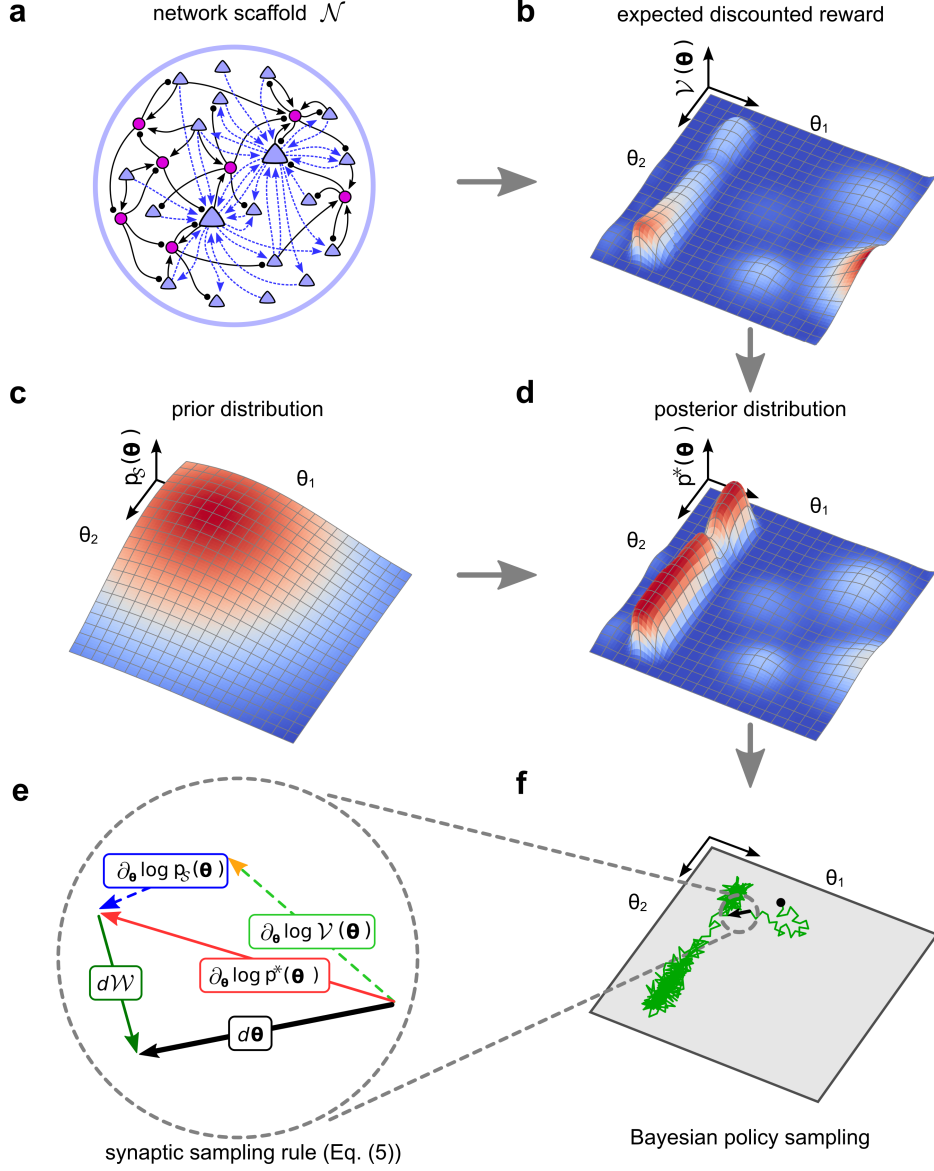 a
network scaffold 𝒩
b
expected discounted reward
𝒱(θ)
θ₁
θ₂
c
prior distribution
p𝒮(θ)
θ₁
θ₂
d
posterior distribution
p*(θ)
θ₁
θ₂
e
∂θ log p𝒮(θ)
∂θ log 𝒱(θ)
∂θ log p*(θ)
d𝒲
dθ
synaptic sampling rule (Eq. (5))
f
θ₁
θ₂
Bayesian policy sampling